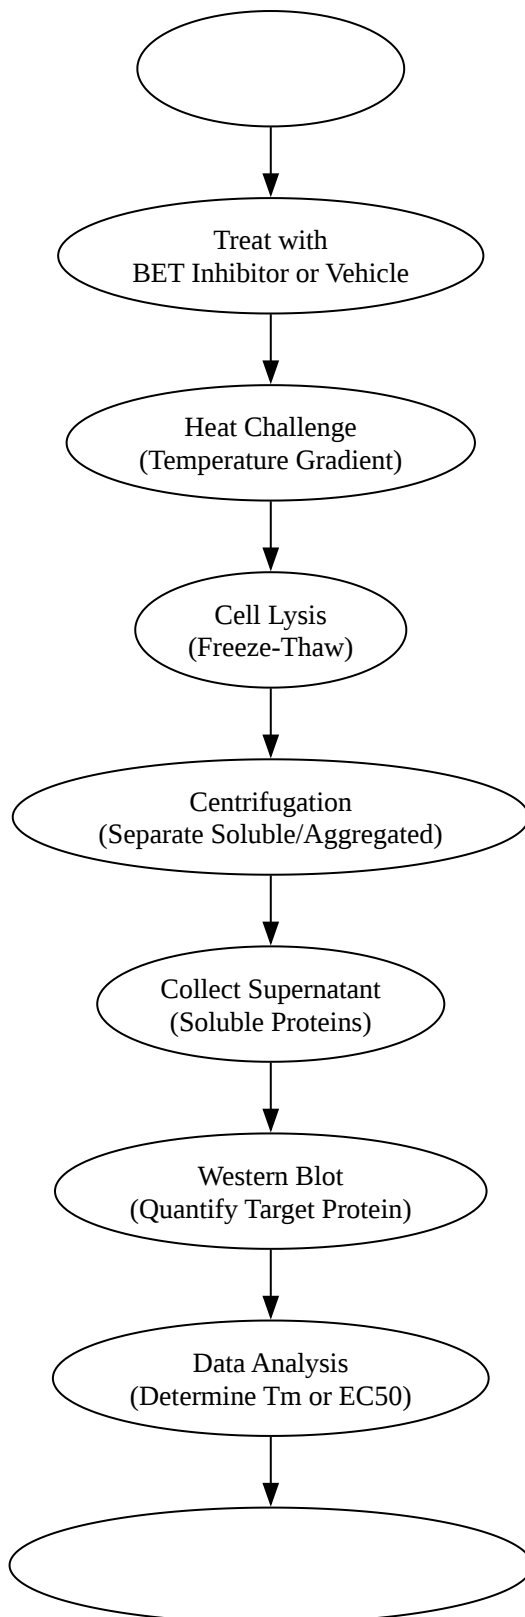 Treat with
BET Inhibitor or Vehicle
Heat Challenge
(Temperature Gradient)
Cell Lysis
(Freeze-Thaw)
Centrifugation
(Separate Soluble/Aggregated)
Collect Supernatant
(Soluble Proteins)
Western Blot
(Quantify Target Protein)
Data Analysis
(Determine Tm or EC50)